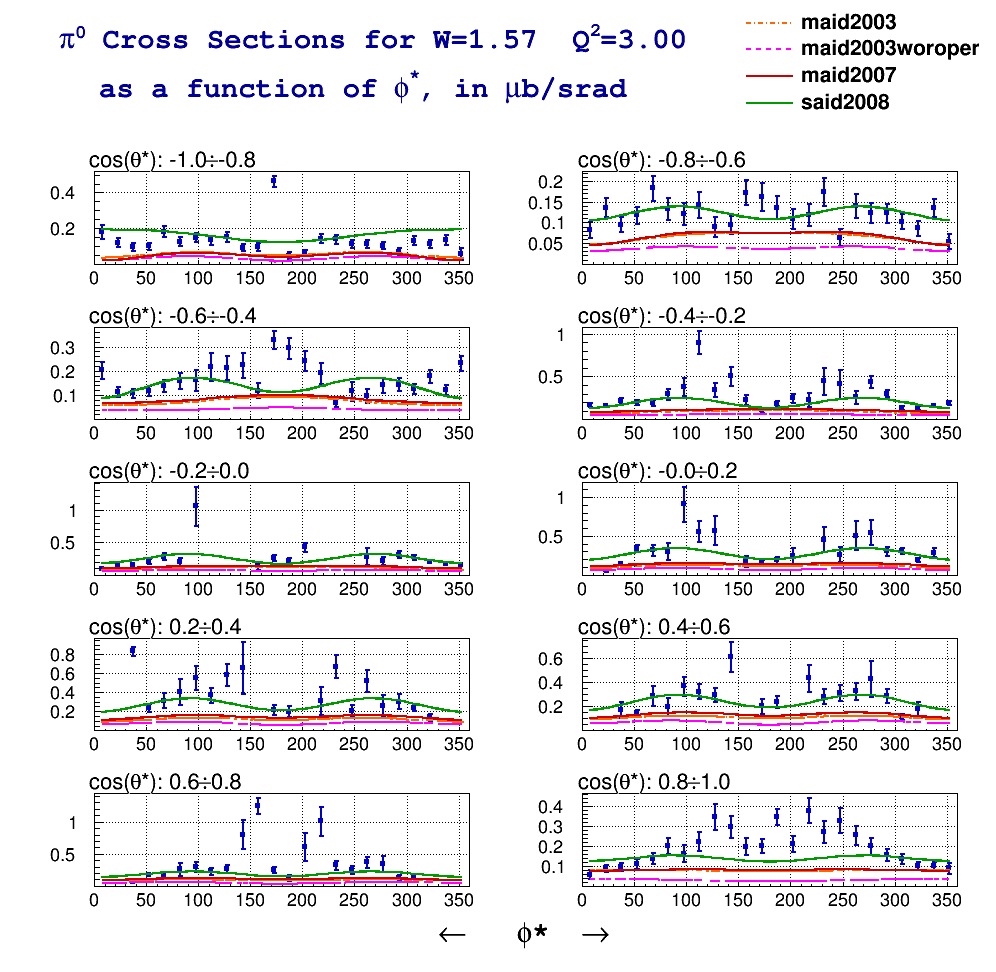 π⁰ Cross Sections for W=1.57 Q²=3.00
as a function of ϕ*, in μb/srad
maid2003
maid2003woroper
maid2007
said2008
cos(θ*): -1.0÷-0.8
0.4
0.2
0 50 100 150 200 250 300 350
cos(θ*): -0.8÷-0.6
0.2
0.15
0.1
0.05
0 50 100 150 200 250 300 350
cos(θ*): -0.6÷-0.4
0.3
0.2
0.1
0 50 100 150 200 250 300 350
cos(θ*): -0.4÷-0.2
1
0.5
0 50 100 150 200 250 300 350
cos(θ*): -0.2÷0.0
1
0.5
0 50 100 150 200 250 300 350
cos(θ*): -0.0÷0.2
1
0.5
0 50 100 150 200 250 300 350
cos(θ*): 0.2÷0.4
0.8
0.6
0.4
0.2
0 50 100 150 200 250 300 350
cos(θ*): 0.4÷0.6
0.6
0.4
0.2
0 50 100 150 200 250 300 350
cos(θ*): 0.6÷0.8
1
0.5
0 50 100 150 200 250 300 350
cos(θ*): 0.8÷1.0
0.4
0.3
0.2
0.1
0 50 100 150 200 250 300 350
← ϕ* →